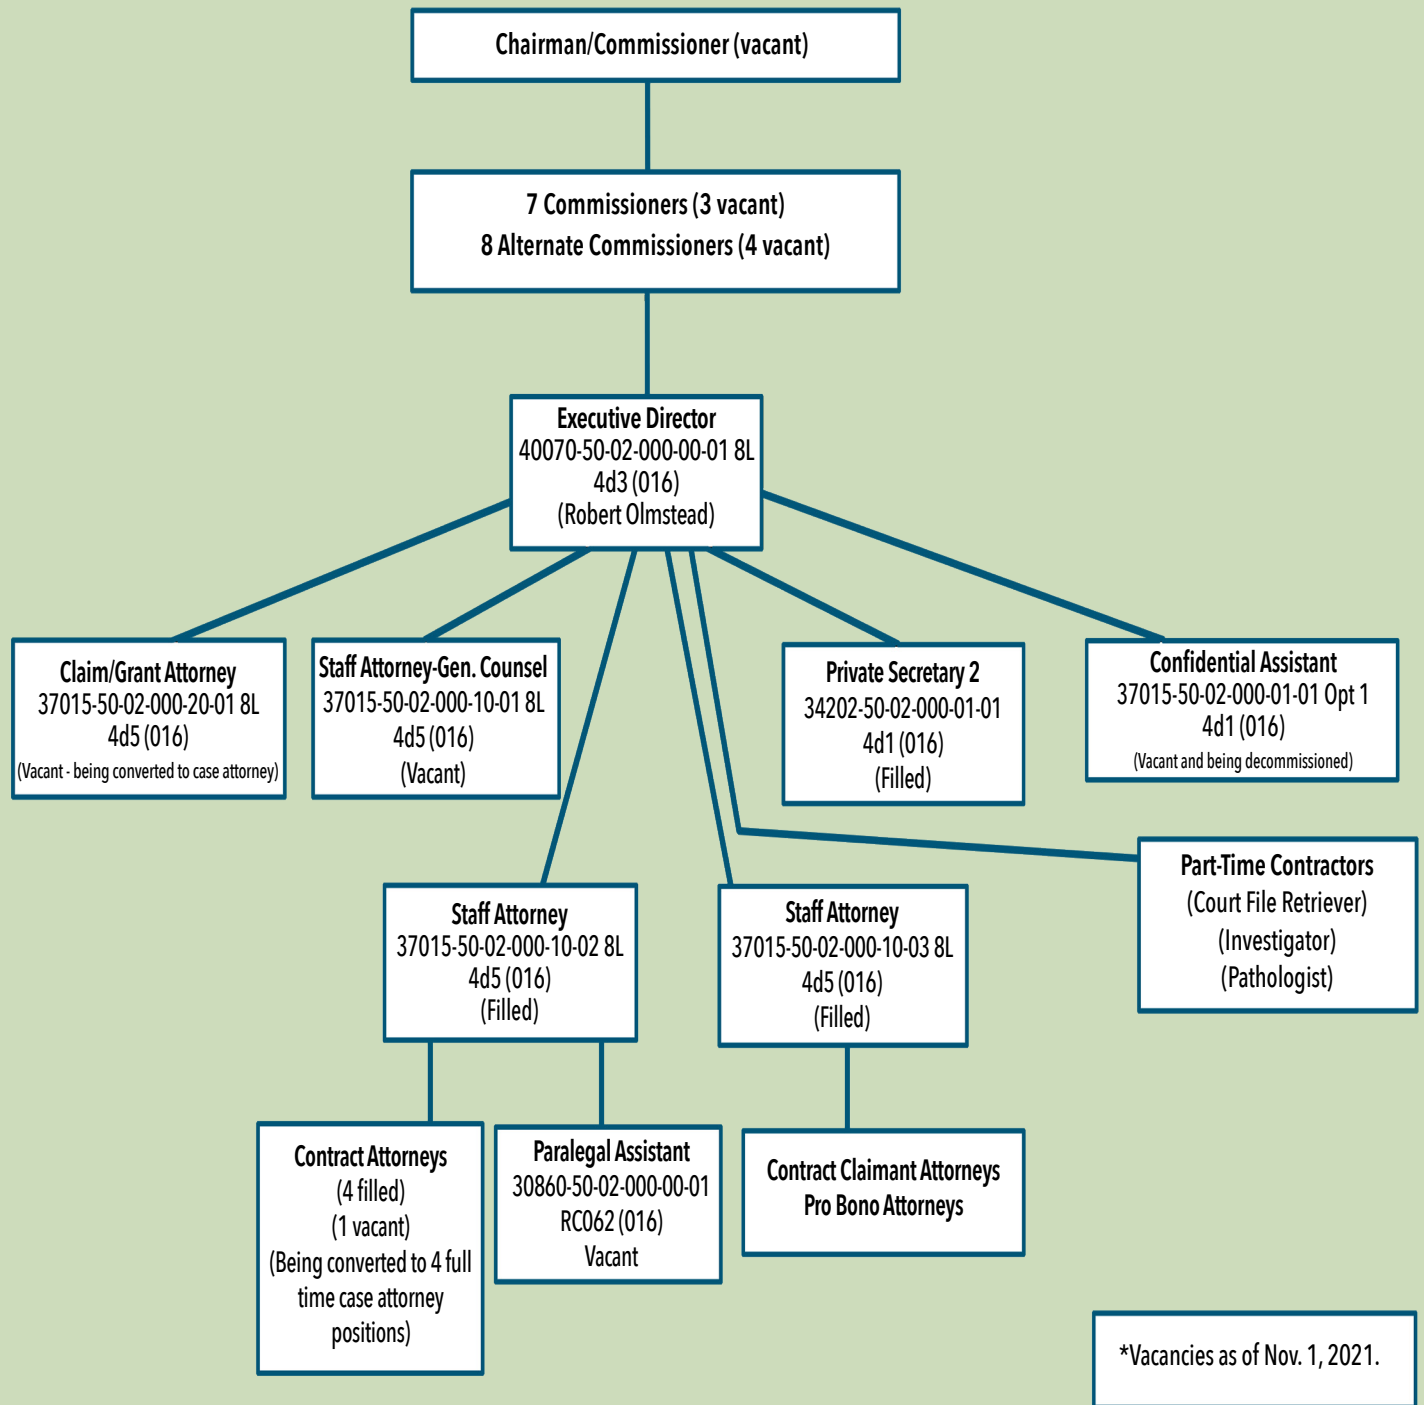 Chairman/Commissioner (vacant)
7 Commissioners (3 vacant)
8 Alternate Commissioners (4 vacant)
Executive Director
40070-50-02-000-00-01 8L
4d3 (016)
(Robert Olmstead)
Claim/Grant Attorney
37015-50-02-000-20-01 8L
4d5 (016)
(Vacant - being converted to case attorney)
Staff Attorney-Gen. Counsel
37015-50-02-000-10-01 8L
4d5 (016)
(Vacant)
Private Secretary 2
34202-50-02-000-01-01
4d1 (016)
(Filled)
Confidential Assistant
37015-50-02-000-01-01 Opt 1
4d1 (016)
(Vacant and being decommissioned)
Part-Time Contractors
(Court File Retriever)
(Investigator)
(Pathologist)
Staff Attorney
37015-50-02-000-10-02 8L
4d5 (016)
(Filled)
Staff Attorney
37015-50-02-000-10-03 8L
4d5 (016)
(Filled)
Contract Attorneys
(4 filled)
(1 vacant)
(Being converted to 4 full
time case attorney
positions)
Paralegal Assistant
30860-50-02-000-00-01
RC062 (016)
Vacant
Contract Claimant Attorneys
Pro Bono Attorneys
*Vacancies as of Nov. 1, 2021.